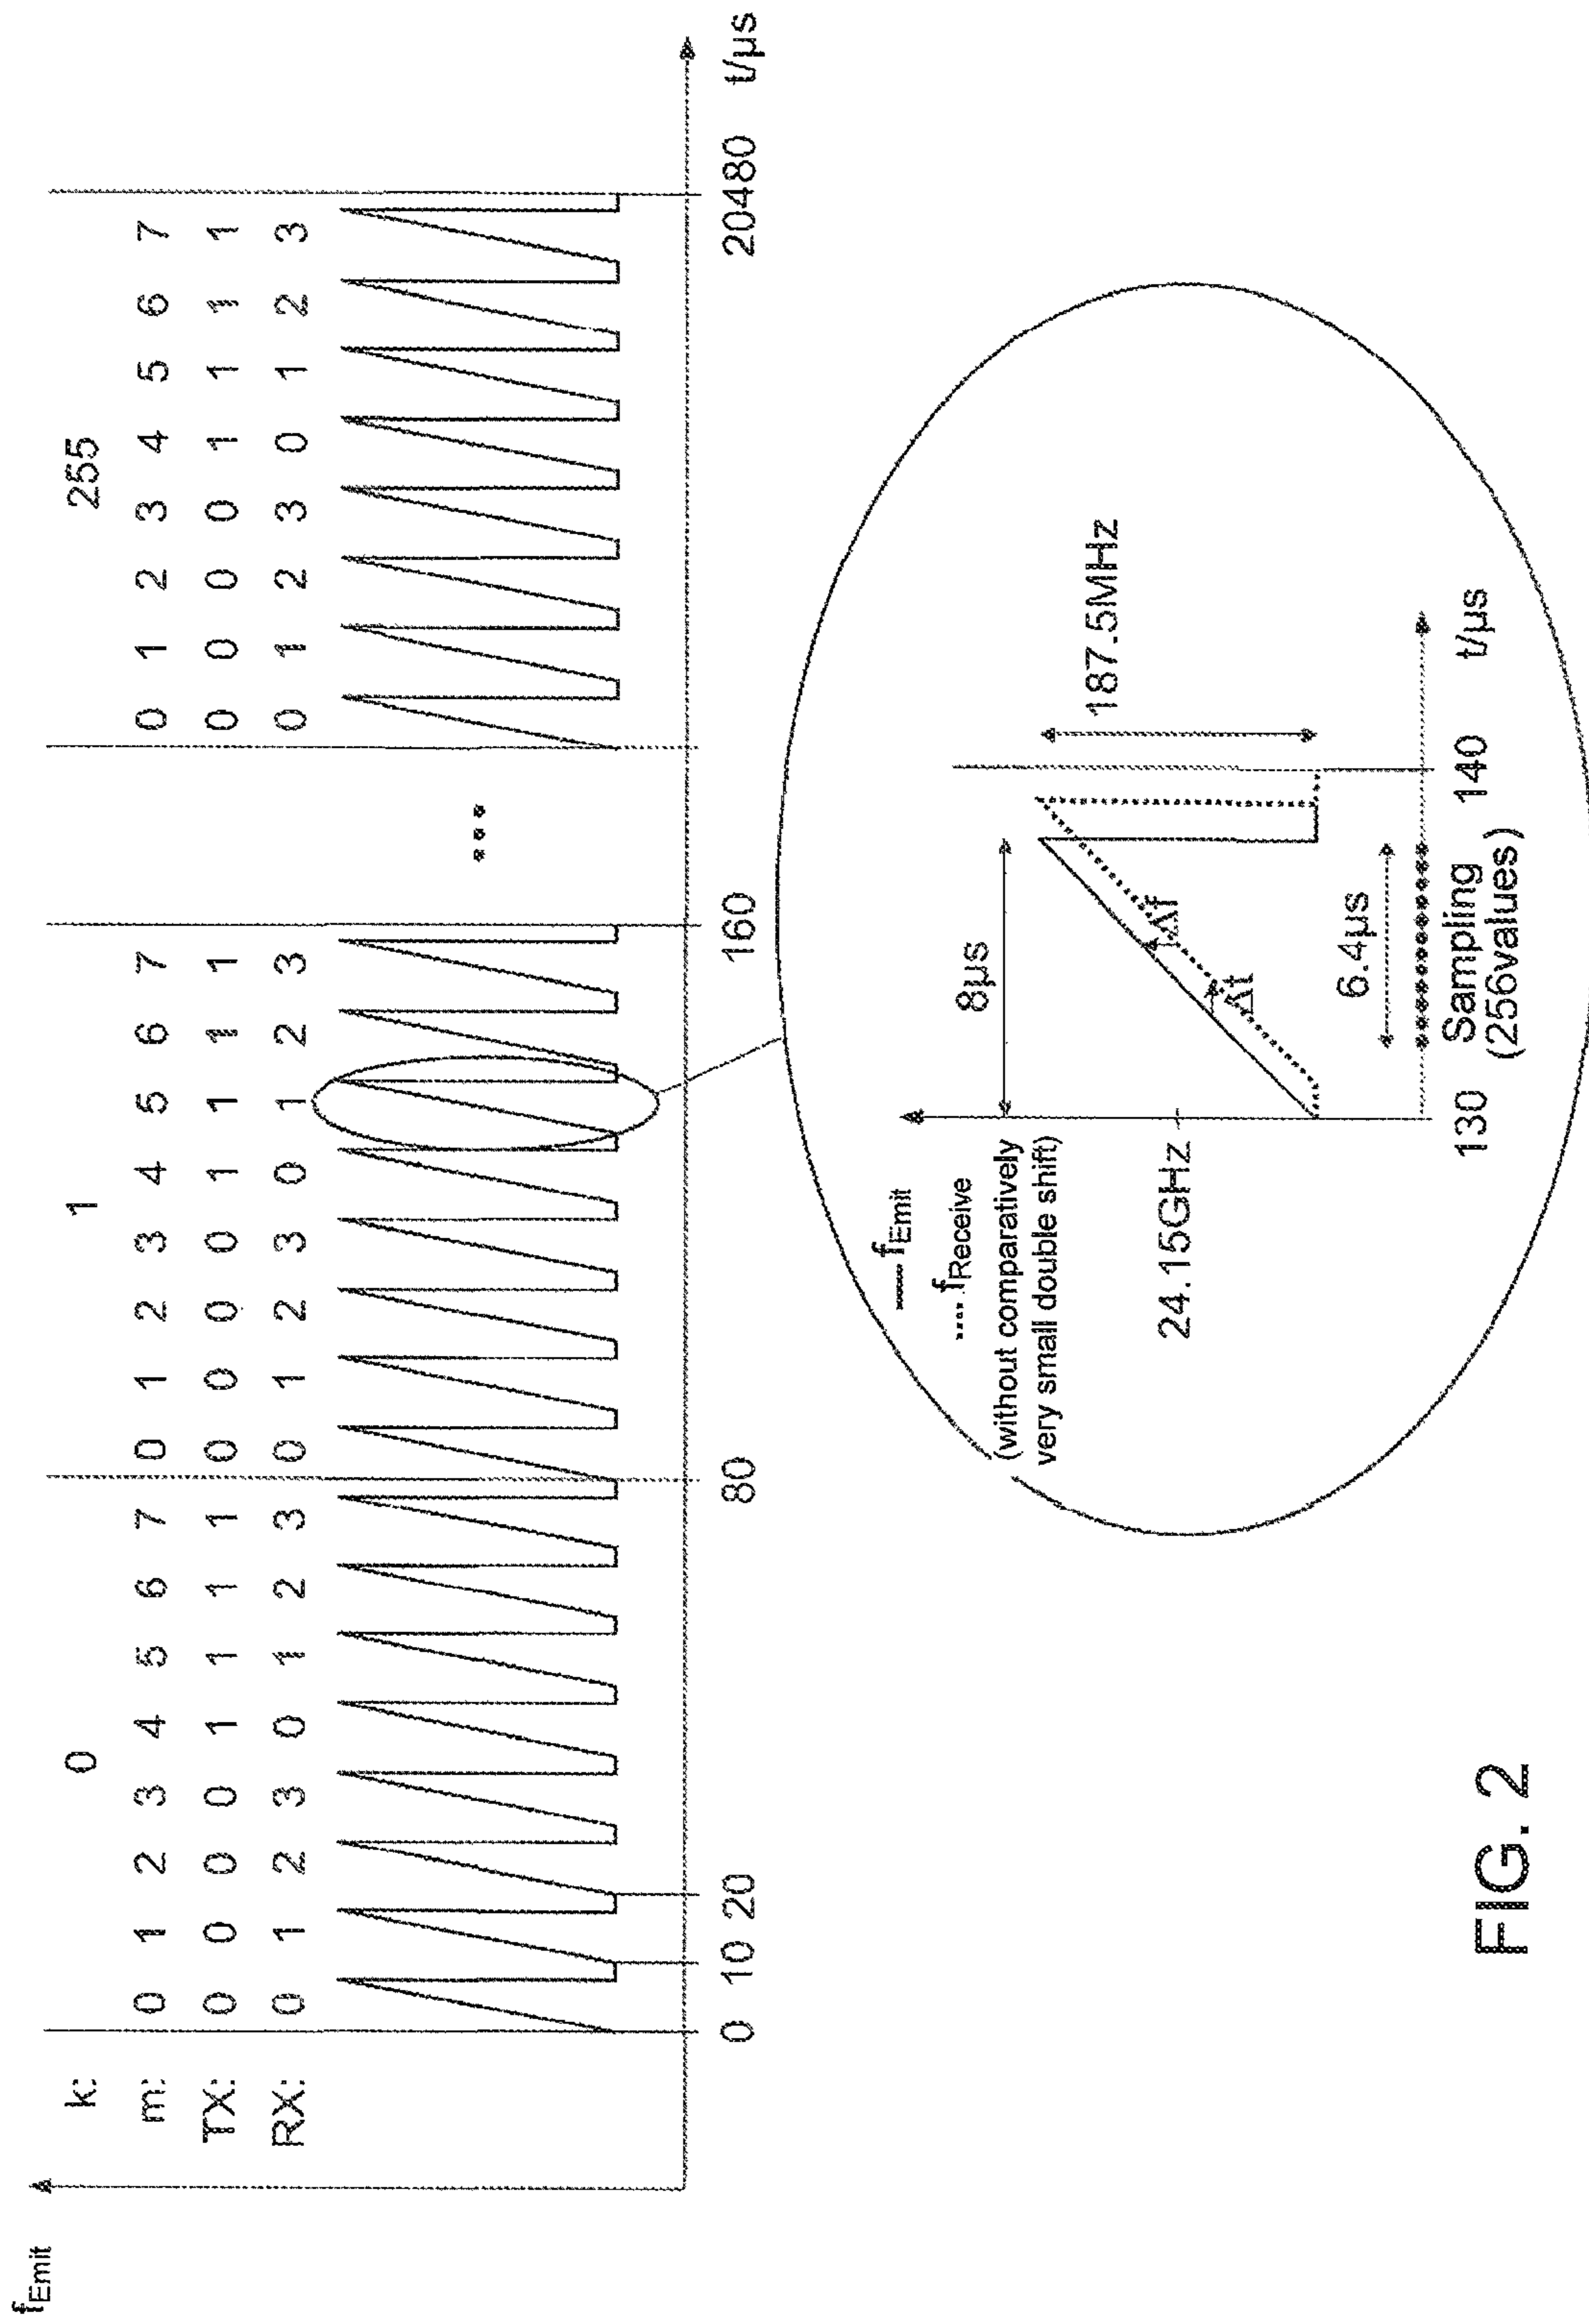 fEmit
k: 0 1 255
m: 0 1 2 3 4 5 6 7 0 1 2 3 4 5 6 7 0 1 2 3 4 5 6 7
TX: 0 0 0 0 1 1 1 1 0 0 0 0 1 1 1 1 0 0 0 0 1 1 1 1
RX: 0 1 2 3 0 1 2 3 0 1 2 3 0 1 2 3 0 1 2 3 0 1 2 3
...
0 10 20 80 160 20480 t/µs
fEmit
fReceive
(without comparatively
very small double shift)
24.15GHz
8µs
Δt
Δf
187.5MHz
6.4µs
130 Sampling 140 t/µs
(256values)
FIG. 2